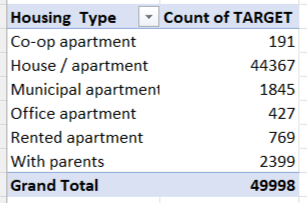 Housing Type Count of TARGET
Co-op apartment 191
House / apartment 44367
Municipal apartment 1845
Office apartment 427
Rented apartment 769
With parents 2399
Grand Total 49998